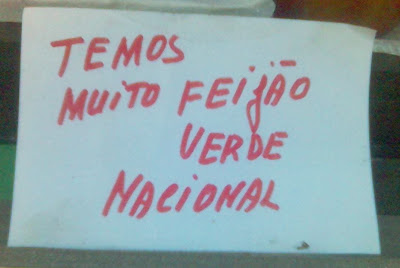 TEMOS
MUITO FEIJÃO
VERDE
NACIONAL